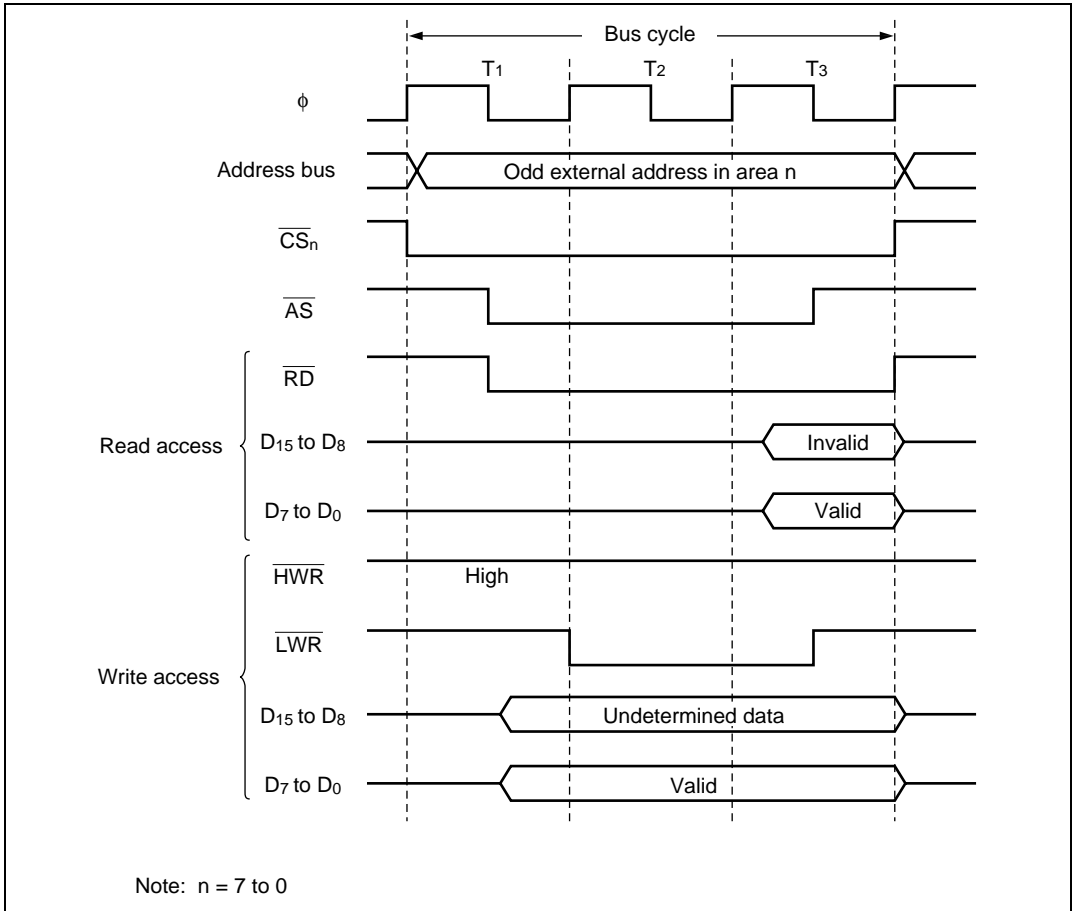 Bus cycle
T1 T2 T3
ϕ
Address bus Odd external address in area n
CSn
AS
RD
Read access
D15 to D8 Invalid
D7 to D0 Valid
HWR High
LWR
Write access
D15 to D8 Undetermined data
D7 to D0 Valid
Note: n = 7 to 0